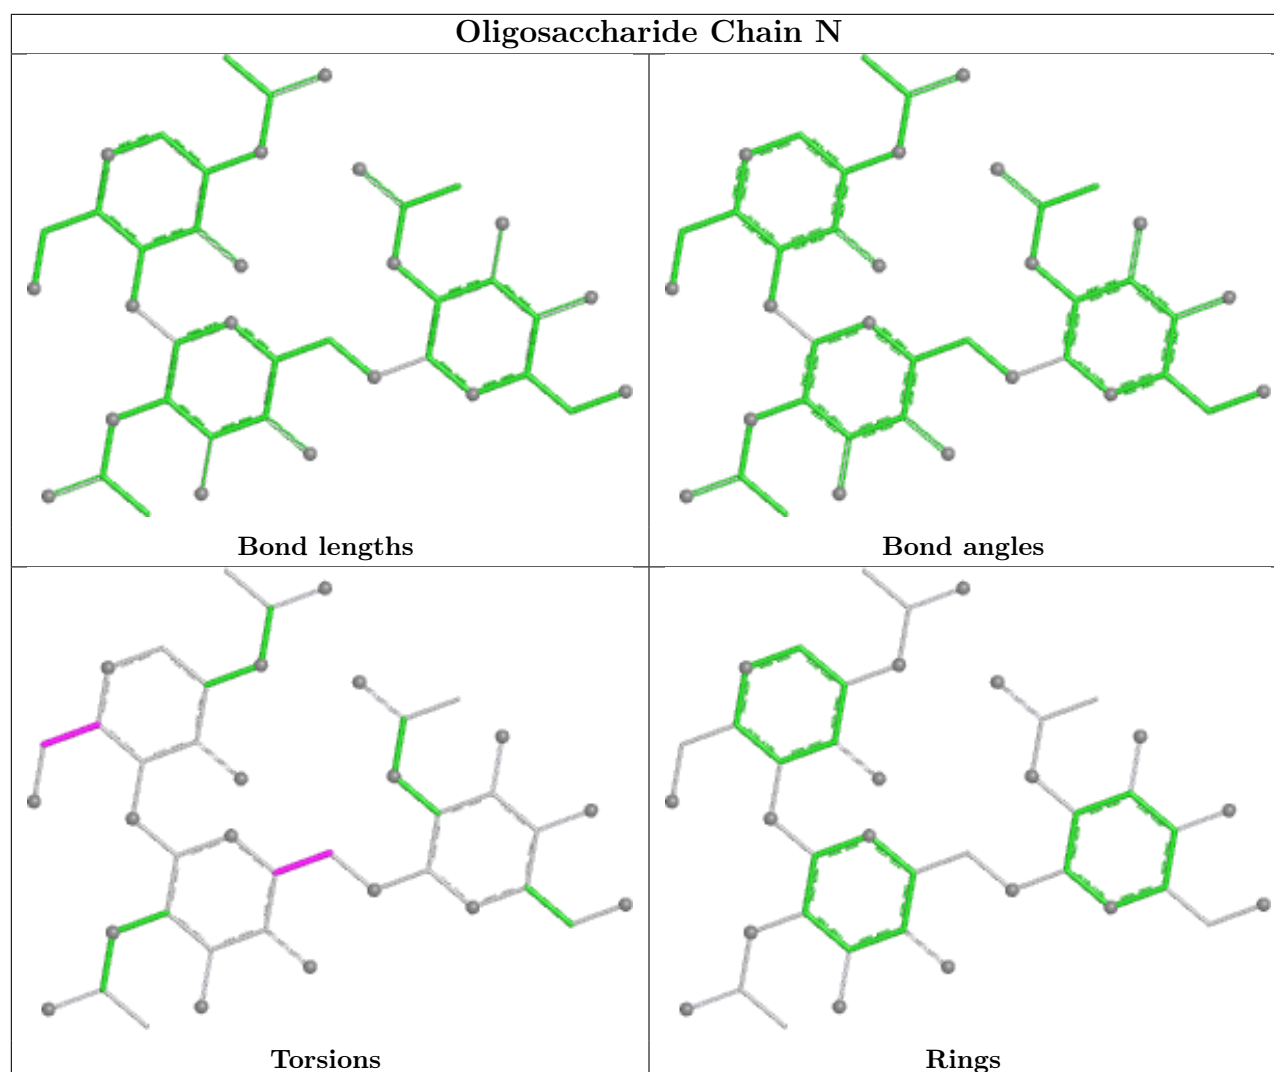 Oligosaccharide Chain N
Bond lengths
Bond angles
Torsions
Rings